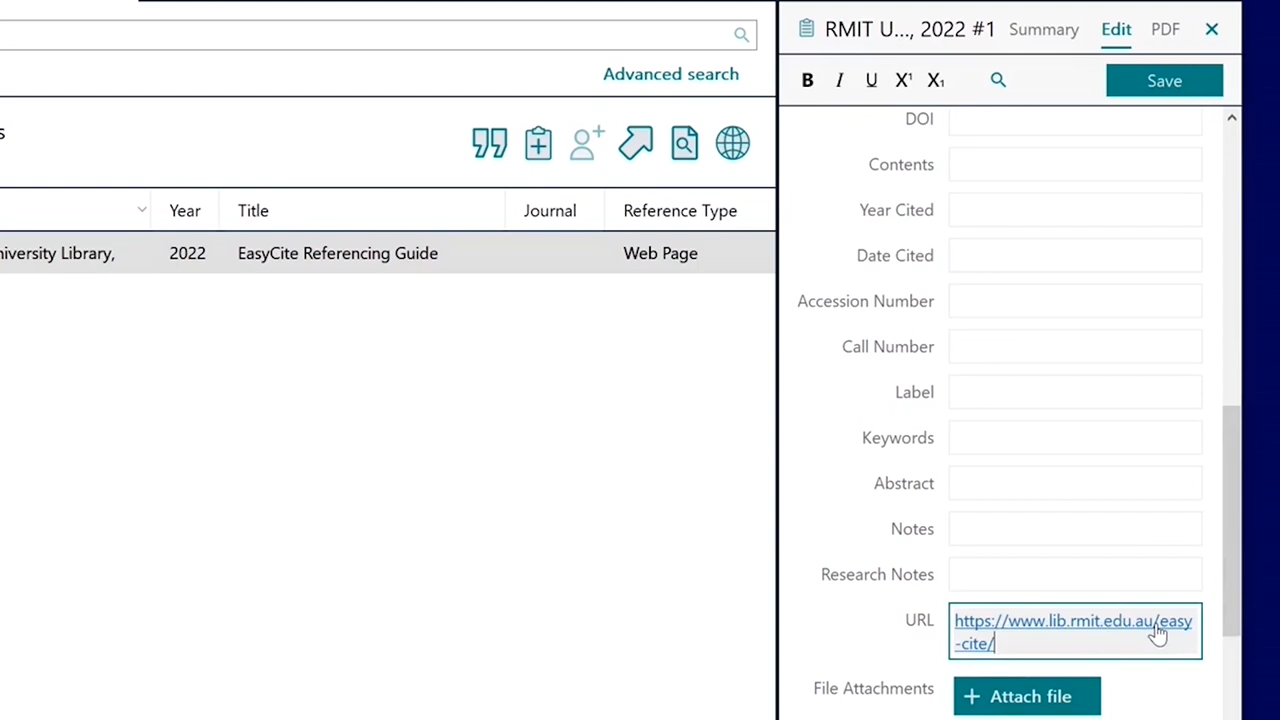 RMIT U..., 2022 #1
Summary
Edit
PDF
B I U X¹ X₁
Save
Advanced search
s
Year
Title
Journal
Reference Type
niversity Library,
2022
EasyCite Referencing Guide
Web Page
DOI
Contents
Year Cited
Date Cited
Accession Number
Call Number
Label
Keywords
Abstract
Notes
Research Notes
URL
https://www.lib.rmit.edu.au/easy
-cite/
File Attachments
+ Attach file